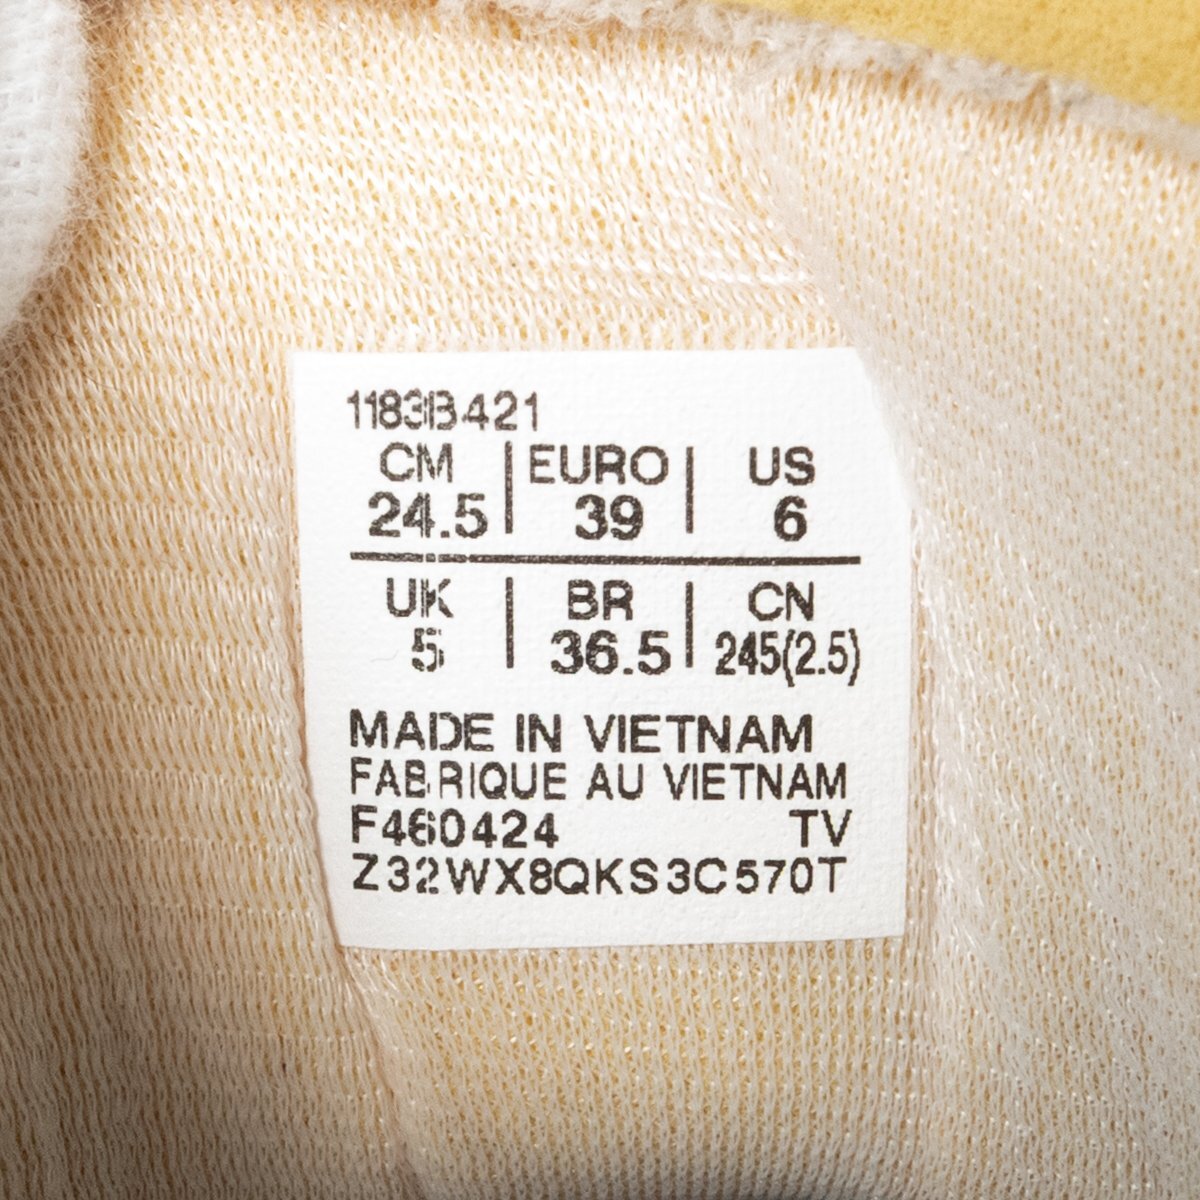 1183B421
CM EURO US
24.5 39 6
UK BR CN
5 36.5 245(2.5)
MADE IN VIETNAM
FABRIQUE AU VIETNAM
F460424 TV
Z32WX8QKS3C570T